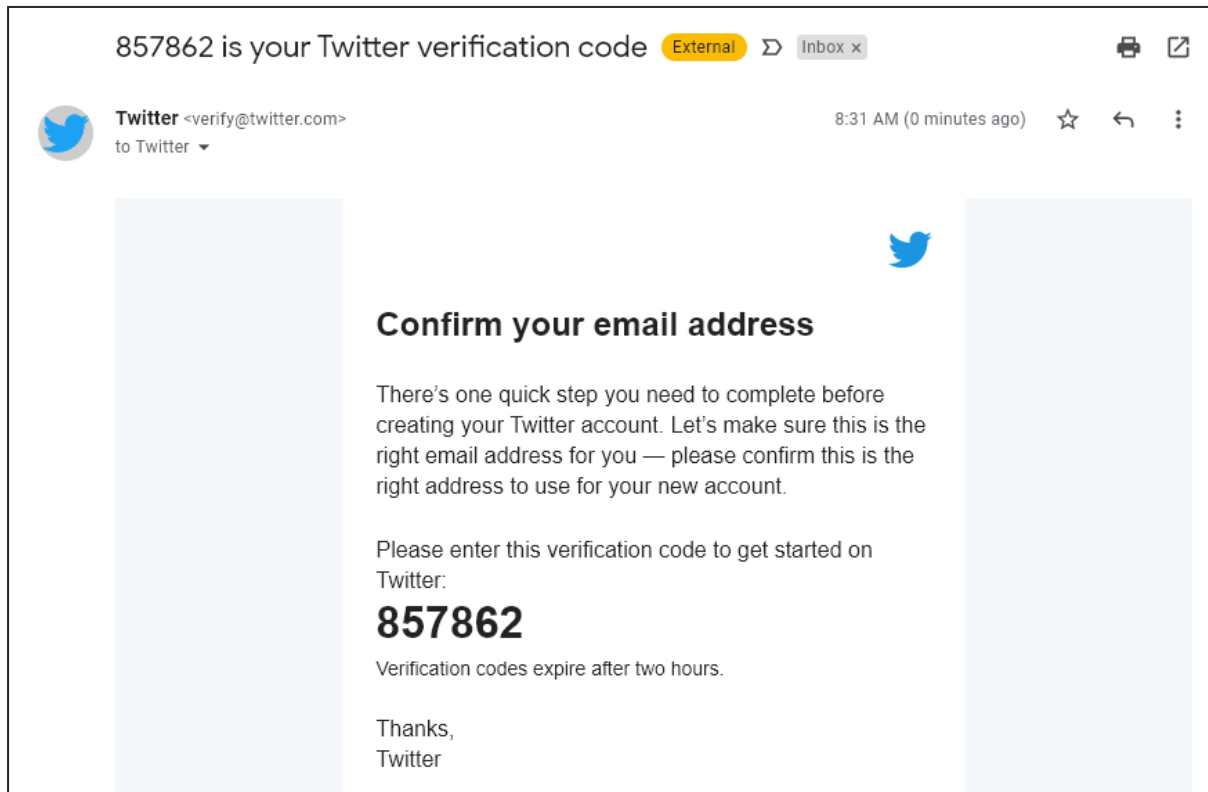 857862 is your Twitter verification code External Inbox ×
Twitter <verify@twitter.com> 8:31 AM (0 minutes ago)
to Twitter
Confirm your email address
There’s one quick step you need to complete before
creating your Twitter account. Let’s make sure this is the
right email address for you — please confirm this is the
right address to use for your new account.
Please enter this verification code to get started on
Twitter:
857862
Verification codes expire after two hours.
Thanks,
Twitter